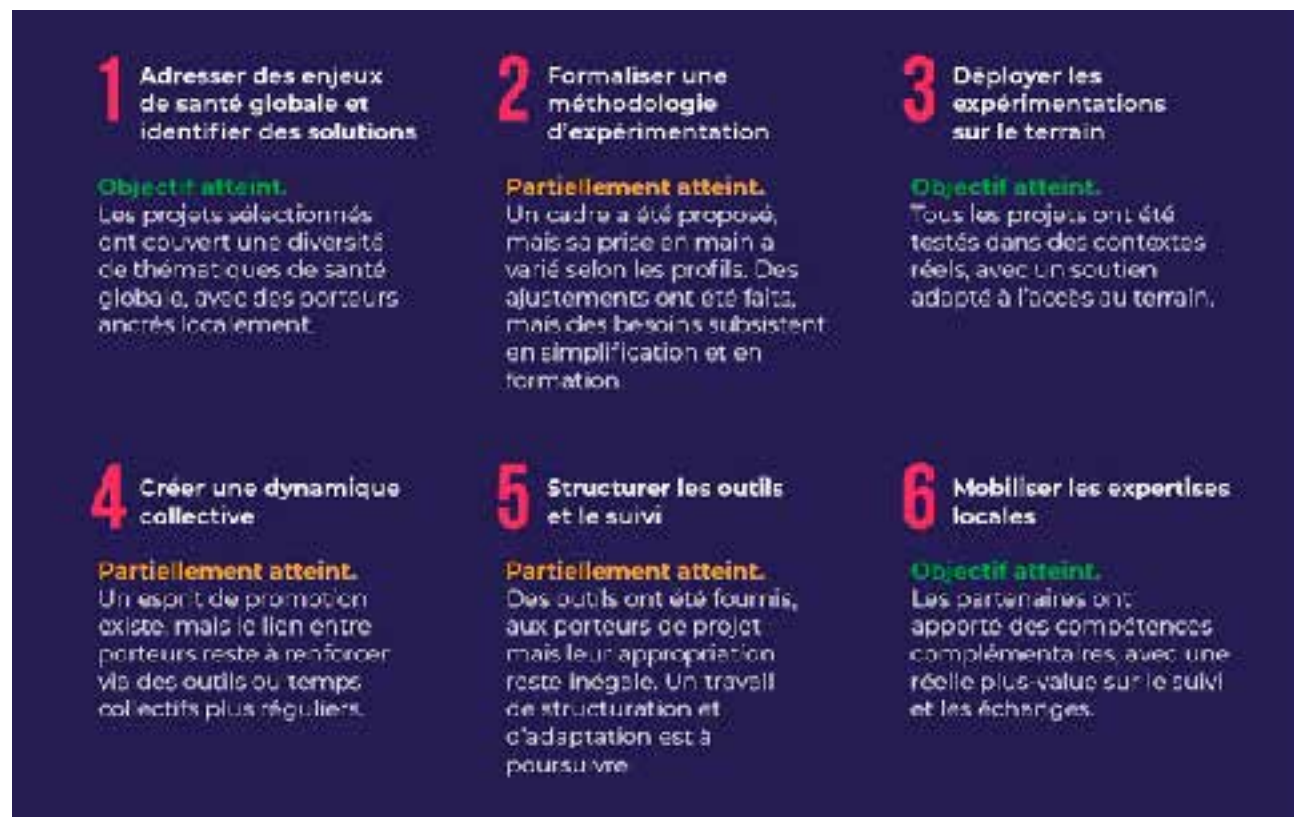 1
Adresser des enjeux
de santé globale et
identifier des solutions
Objectif atteint.
Les projets sélectionnés
ont couvert une diversité
de thématiques de santé
globale, avec des porteurs
ancrés localement.
2
Formaliser une
méthodologie
d'expérimentation
Partiellement atteint.
Un cadre a été proposé,
mais sa prise en main a
varié selon les profils. Des
ajustements ont été faits,
mais des besoins subsistent
en simplification et en
formation.
3
Déployer les
expérimentations
sur le terrain
Objectif atteint.
Tous les projets ont été
testés dans des contextes
réels, avec un soutien
adapté à l'accès au terrain.
4
Créer une dynamique
collective
Partiellement atteint.
Un esprit de promotion
existe, mais le lien entre
porteurs reste à renforcer
via des outils ou temps
collectifs plus réguliers.
5
Structurer les outils
et le suivi
Partiellement atteint.
Des outils ont été fournis,
aux porteurs de projet
mais leur appropriation
reste inégale. Un travail
de structuration et
d'adaptation est à
poursuivre.
6
Mobiliser les expertises
locales
Objectif atteint.
Les partenaires ont
apporté des compétences
complémentaires, avec une
réelle plus-value sur le suivi
et les échanges.